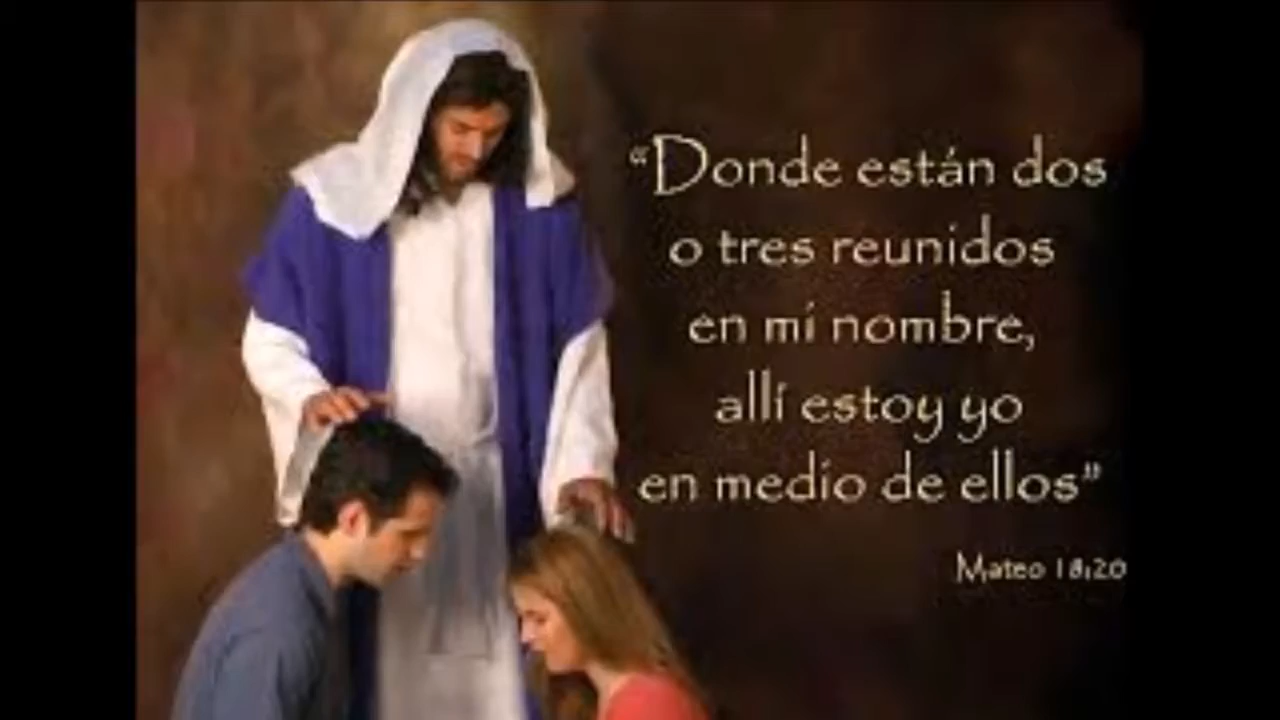 “Donde están dos
o tres reunidos
en mi nombre,
allí estoy yo
en medio de ellos”
Mateo 18:20